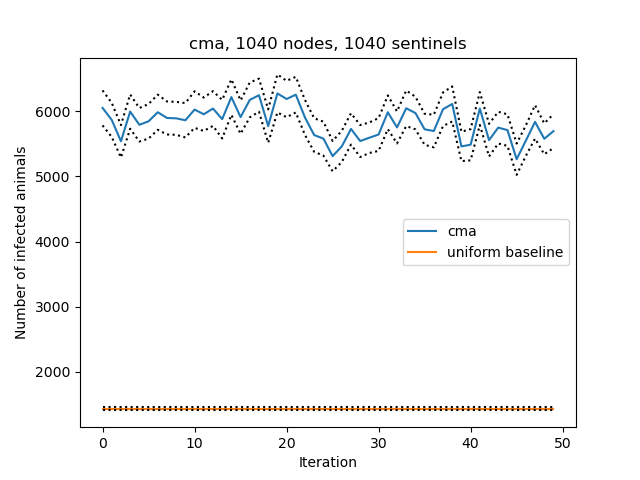 cma, 1040 nodes, 1040 sentinels
Number of infected animals
6000
5000
4000
3000
2000
cma
uniform baseline
0
10
20
30
40
50
Iteration